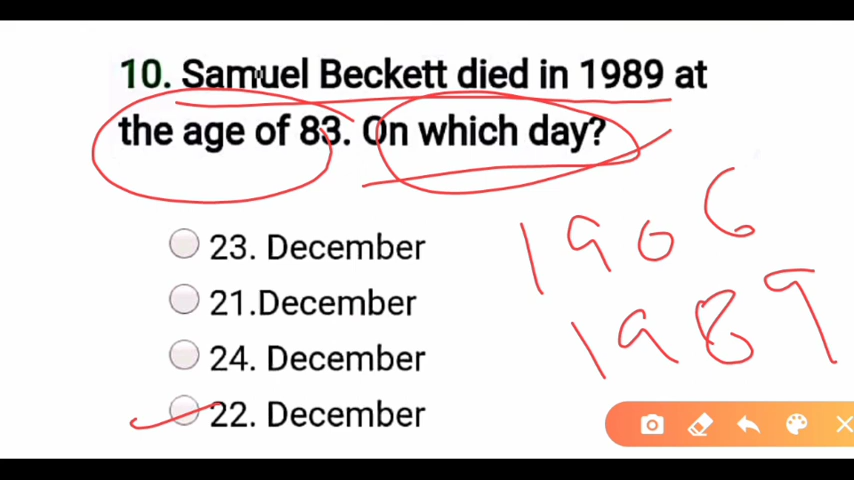 10. Samuel Beckett died in 1989 at
the age of 83. On which day?
23. December
21.December
24. December
22. December
1906
1989